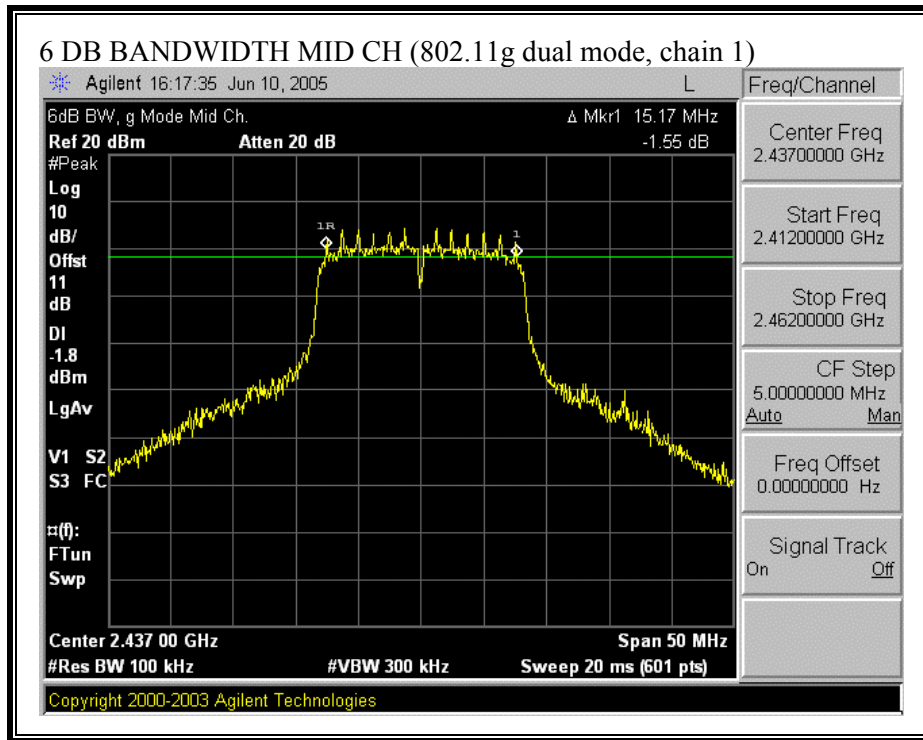 6 DB BANDWIDTH MID CH (802.11g dual mode, chain 1)
Agilent 16:17:35 Jun 10, 2005 L
6dB BW, g Mode Mid Ch. Δ Mkr1 15.17 MHz
Ref 20 dBm Atten 20 dB -1.55 dB
#Peak
Log
10
dB/
Offst
11
dB
DI
-1.8
dBm
LgAv
V1 S2
S3 FC
¤(f):
FTun
Swp
1R
1
Center 2.437 00 GHz Span 50 MHz
#Res BW 100 kHz #VBW 300 kHz Sweep 20 ms (601 pts)
Copyright 2000-2003 Agilent Technologies
Freq/Channel
Center Freq
2.43700000 GHz
Start Freq
2.41200000 GHz
Stop Freq
2.46200000 GHz
CF Step
5.00000000 MHz
Auto Man
Freq Offset
0.00000000 Hz
Signal Track
On Off